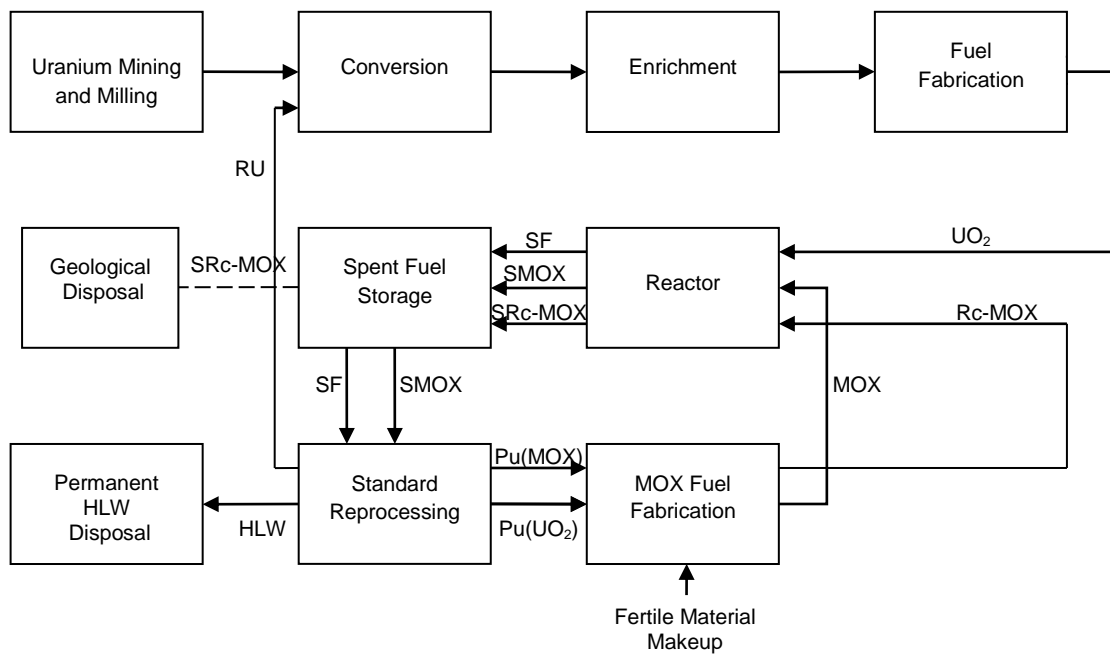 Uranium Mining
and Milling
Conversion
Enrichment
Fuel
Fabrication
RU
Geological
Disposal
SRc-MOX
Spent Fuel
Storage
SF
SMOX
SRc-MOX
Reactor
UO₂
Rc-MOX
MOX
SF
SMOX
Permanent
HLW
Disposal
HLW
Standard
Reprocessing
Pu(MOX)
Pu(UO₂)
MOX Fuel
Fabrication
Fertile Material
Makeup